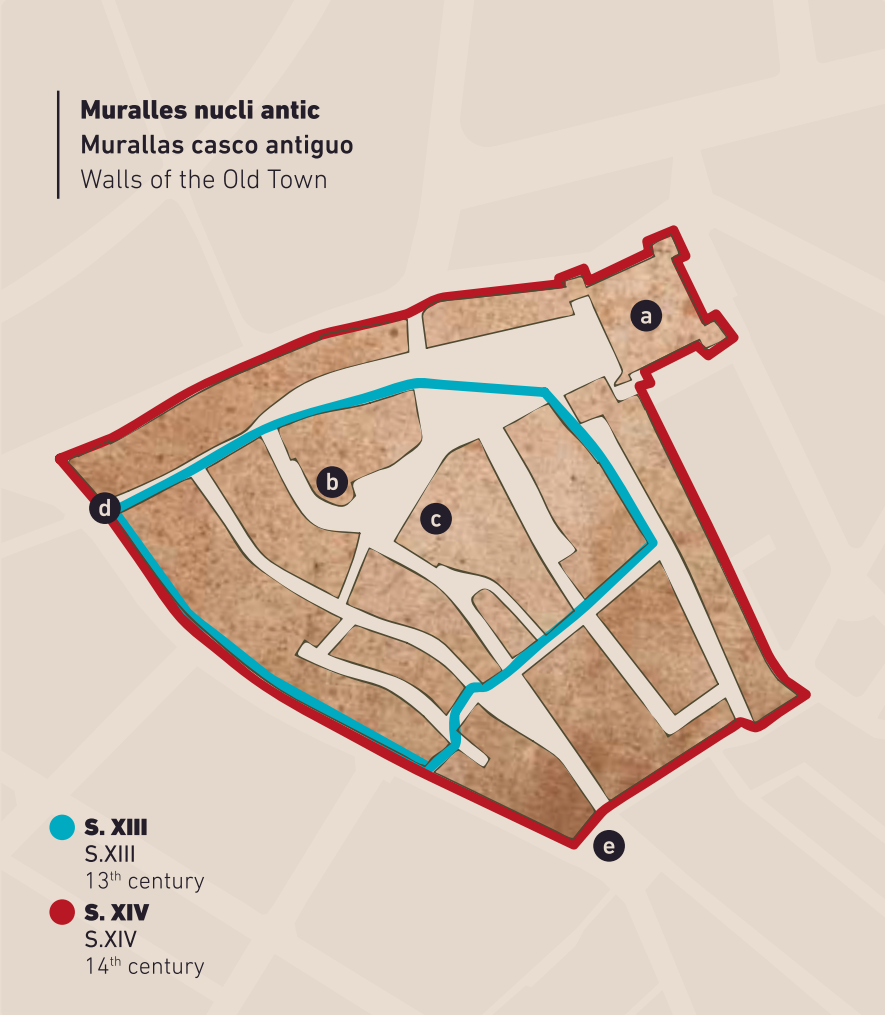 Muralles nucli antic
Murallas casco antiguo
Walls of the Old Town
a
b
c
d
e
S. XIII
S.XIII
13th century
S. XIV
S.XIV
14th century